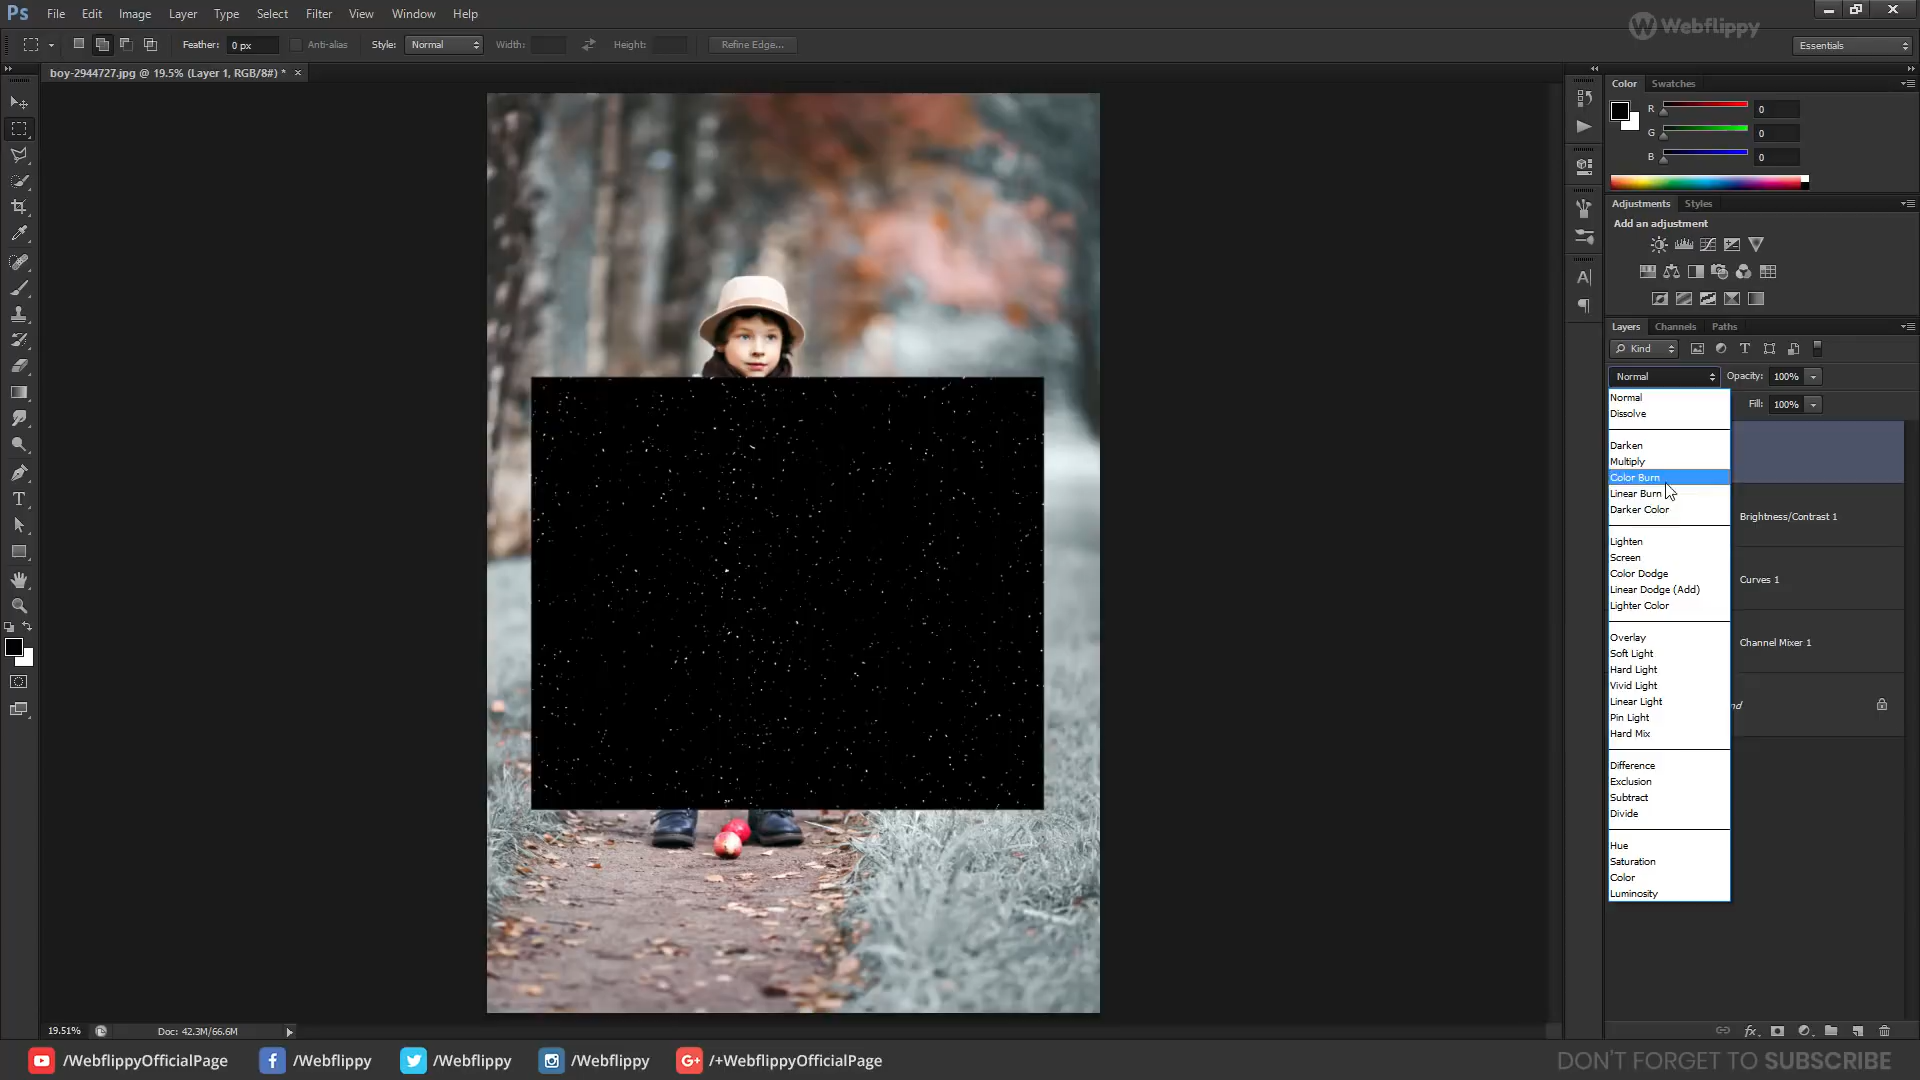 Ps File Edit Image Layer Type Select Filter View Window Help
Webflippy
Feather: 0 px Anti-alias Style: Normal Width: Height: Refine Edge... Essentials
boy-2944727.jpg @ 19.5% (Layer 1, RGB/8#) * ×
Color Swatches
R 0
G 0
B 0
Adjustments Styles
Add an adjustment
Layers Channels Paths
Kind
Normal Opacity: 100%
Fill: 100%
Normal
Dissolve
Darken
Multiply
Color Burn
Linear Burn
Darker Color
Brightness/Contrast 1
Lighten
Screen
Color Dodge
Curves 1
Linear Dodge (Add)
Lighter Color
Overlay
Channel Mixer 1
Soft Light
Hard Light
Vivid Light
Linear Light
nd
Pin Light
Hard Mix
Difference
Exclusion
Subtract
Divide
Hue
Saturation
Color
Luminosity
19.51% Doc: 42.3M/66.6M
/WebflippyOfficialPage /Webflippy /Webflippy /Webflippy /+WebflippyOfficialPage DON'T FORGET TO SUBSCRIBE